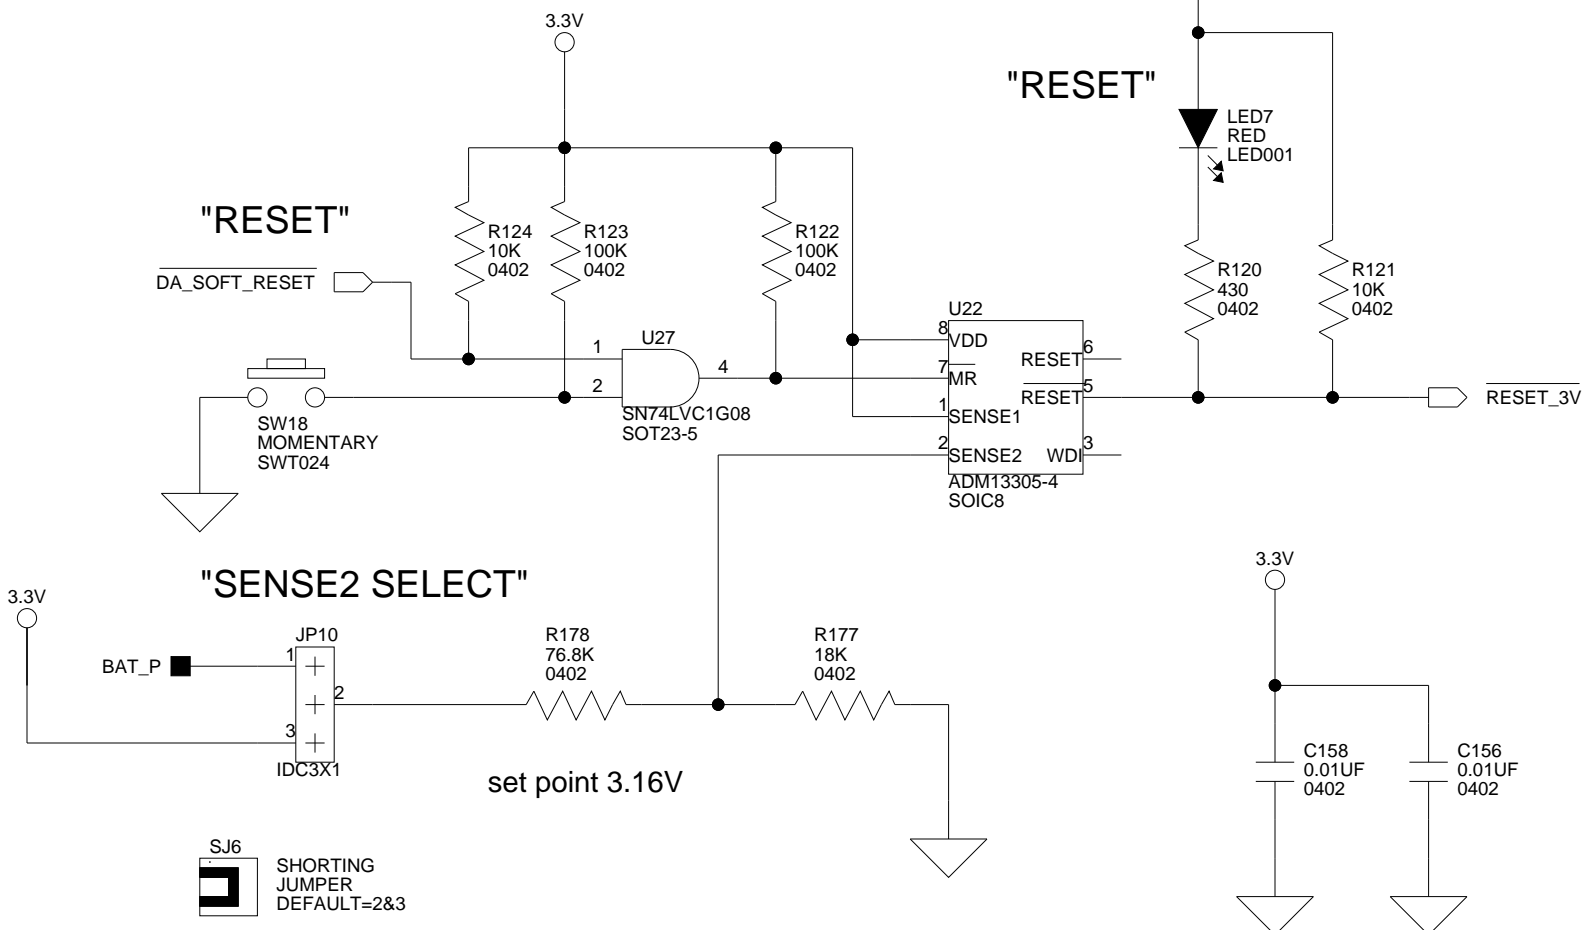 3.3V
"RESET"
LED7
RED
LED001
"RESET"
R124
10K
0402
R123
100K
0402
R122
100K
0402
DA_SOFT_RESET
R120
430
0402
R121
10K
0402
U27
1
2
4
SN74LVC1G08
SOT23-5
U22
8
VDD
7
MR
1
SENSE1
2
SENSE2
RESET
6
RESET
5
WDI
3
ADM13305-4
SOIC8
RESET_3V
SW18
MOMENTARY
SWT024
"SENSE2 SELECT"
3.3V
BAT_P
JP10
1
2
3
IDC3X1
R178
76.8K
0402
R177
18K
0402
set point 3.16V
3.3V
C158
0.01UF
0402
C156
0.01UF
0402
SJ6
SHORTING
JUMPER
DEFAULT=2&3